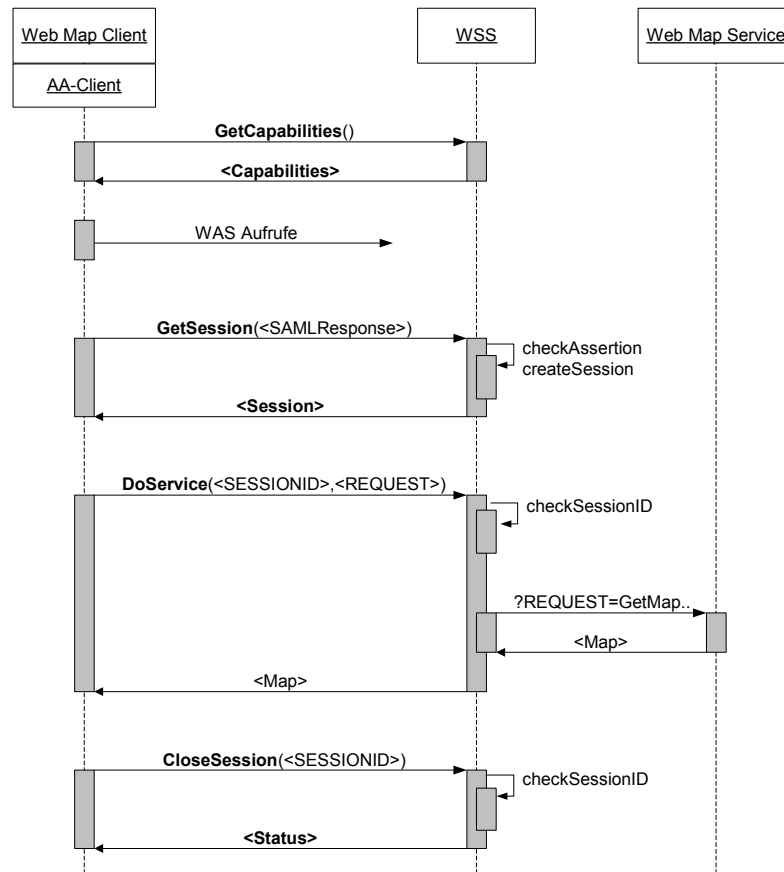 Web Map Client
WSS
Web Map Service
AA-Client
GetCapabilities()
<Capabilities>
WAS Aufrufe
GetSession(<SAMLResponse>)
checkAssertion
createSession
<Session>
DoService(<SESSIONID>,<REQUEST>)
checkSessionID
?REQUEST=GetMap..
<Map>
<Map>
CloseSession(<SESSIONID>)
checkSessionID
<Status>